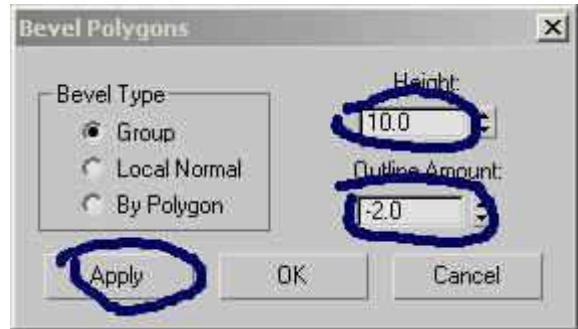 Bevel Polygons
Bevel Type
Group
Local Normal
By Polygon
Height:
10.0
Outline Amount:
-2.0
Apply
OK
Cancel